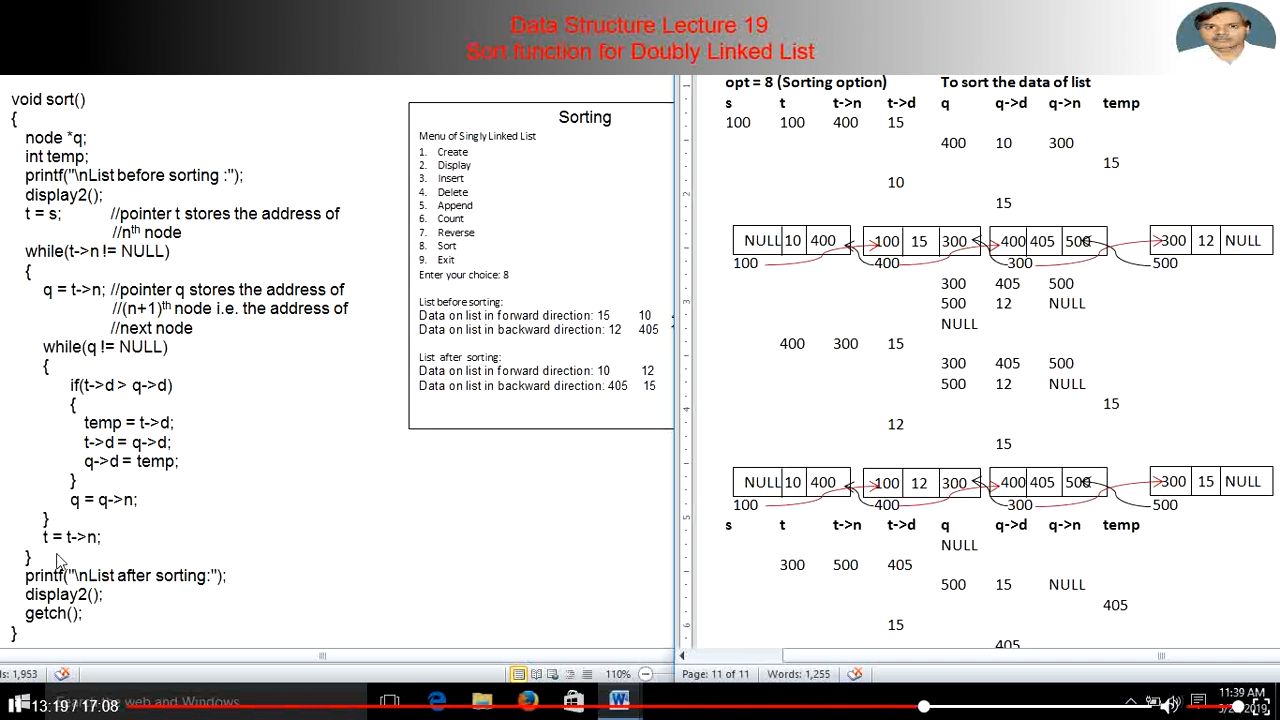 Data Structure Lecture 19
Sort function for Doubly Linked List
void sort()
{
node *q;
int temp;
printf("\nList before sorting :");
display2();
t = s; //pointer t stores the address of
//nth node
while(t->n != NULL)
{
q = t->n; //pointer q stores the address of
//(n+1)th node i.e. the address of
//next node
while(q != NULL)
{
if(t->d > q->d)
{
temp = t->d;
t->d = q->d;
q->d = temp;
}
q = q->n;
}
t = t->n;
}
printf("\nList after sorting:");
display2();
getch();
}
Sorting
Menu of Singly Linked List
1. Create
2. Display
3. Insert
4. Delete
5. Append
6. Count
7. Reverse
8. Sort
9. Exit
Enter your choice: 8
List before sorting:
Data on list in forward direction: 15 10
Data on list in backward direction: 12 405
List after sorting:
Data on list in forward direction: 10 12
Data on list in backward direction: 405 15
opt = 8 (Sorting option) To sort the data of list
s t t->n t->d q q->d q->n temp
100 100 400 15
400 10 300
15
10
15
NULL 10 400 100 15 300 400 405 500 300 12 NULL
100 400 300 500
300 405 500
500 12 NULL
NULL
400 300 15
300 405 500
500 12 NULL
15
12
15
NULL 10 400 100 12 300 400 405 500 300 15 NULL
100 400 300 500
s t t->n t->d q q->d q->n temp
NULL
300 500 405
500 15 NULL
405
15
405
ds: 1,953 110% Page: 11 of 11 Words: 1,255
13:19 / 17:08 the web and Windows 11:39 AM